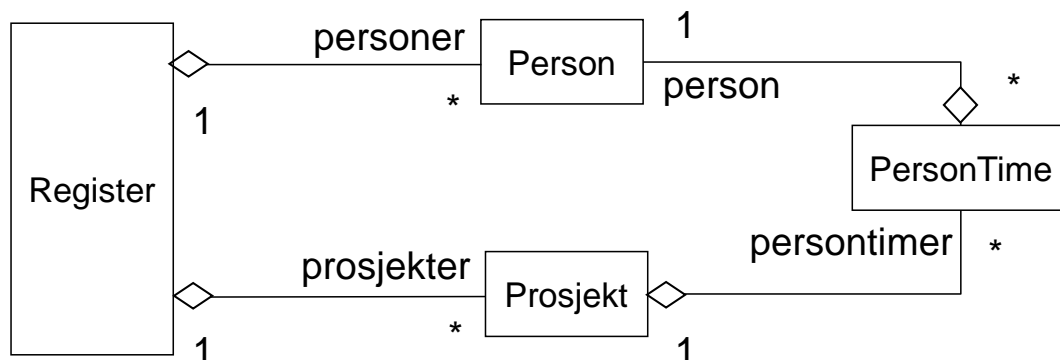 personer
1
Person
person
*
*
1
PersonTime
Register
persontimer
*
prosjekter
Prosjekt
*
1
1